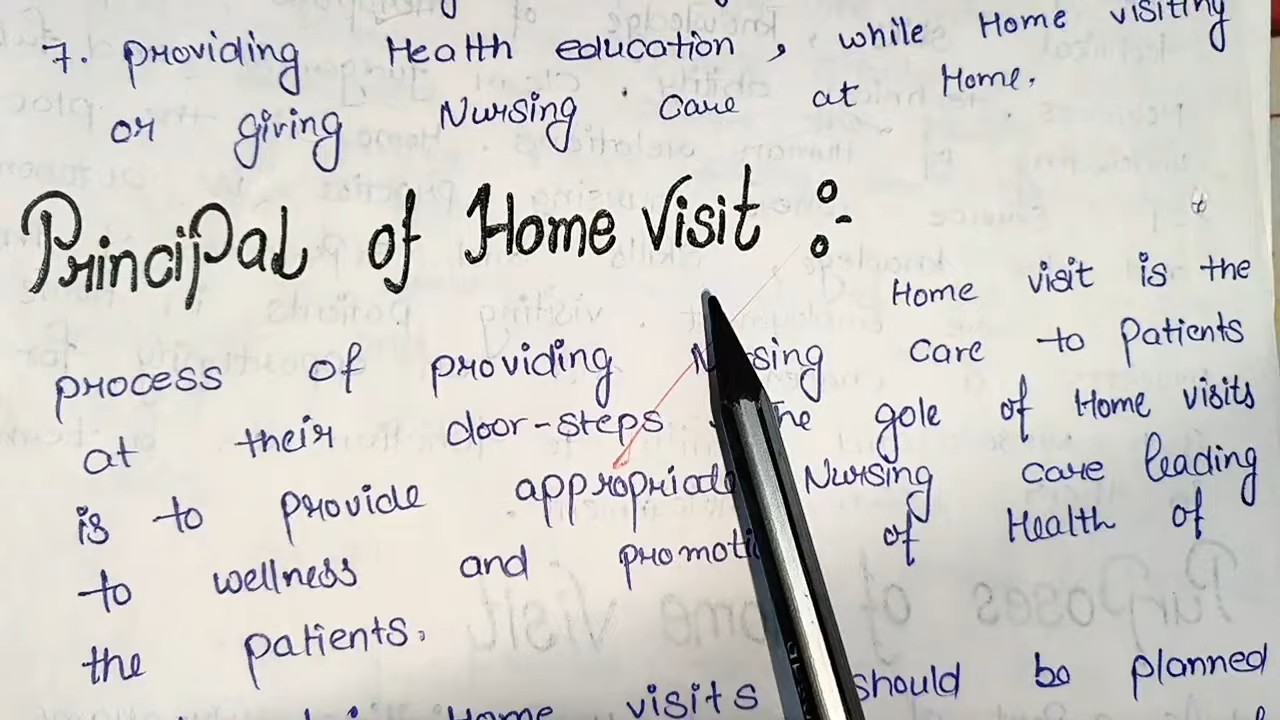 7. providing Health education, while Home visiting
or giving Nursing care at Home.
Principal of Home Visit :-
Home visit is the
process of providing Nursing care to patients
at their door-steps. The gole of Home visits
is to provide appropriate Nursing care leading
to wellness and promotion of Health of
the patients.
Home visits should be planned